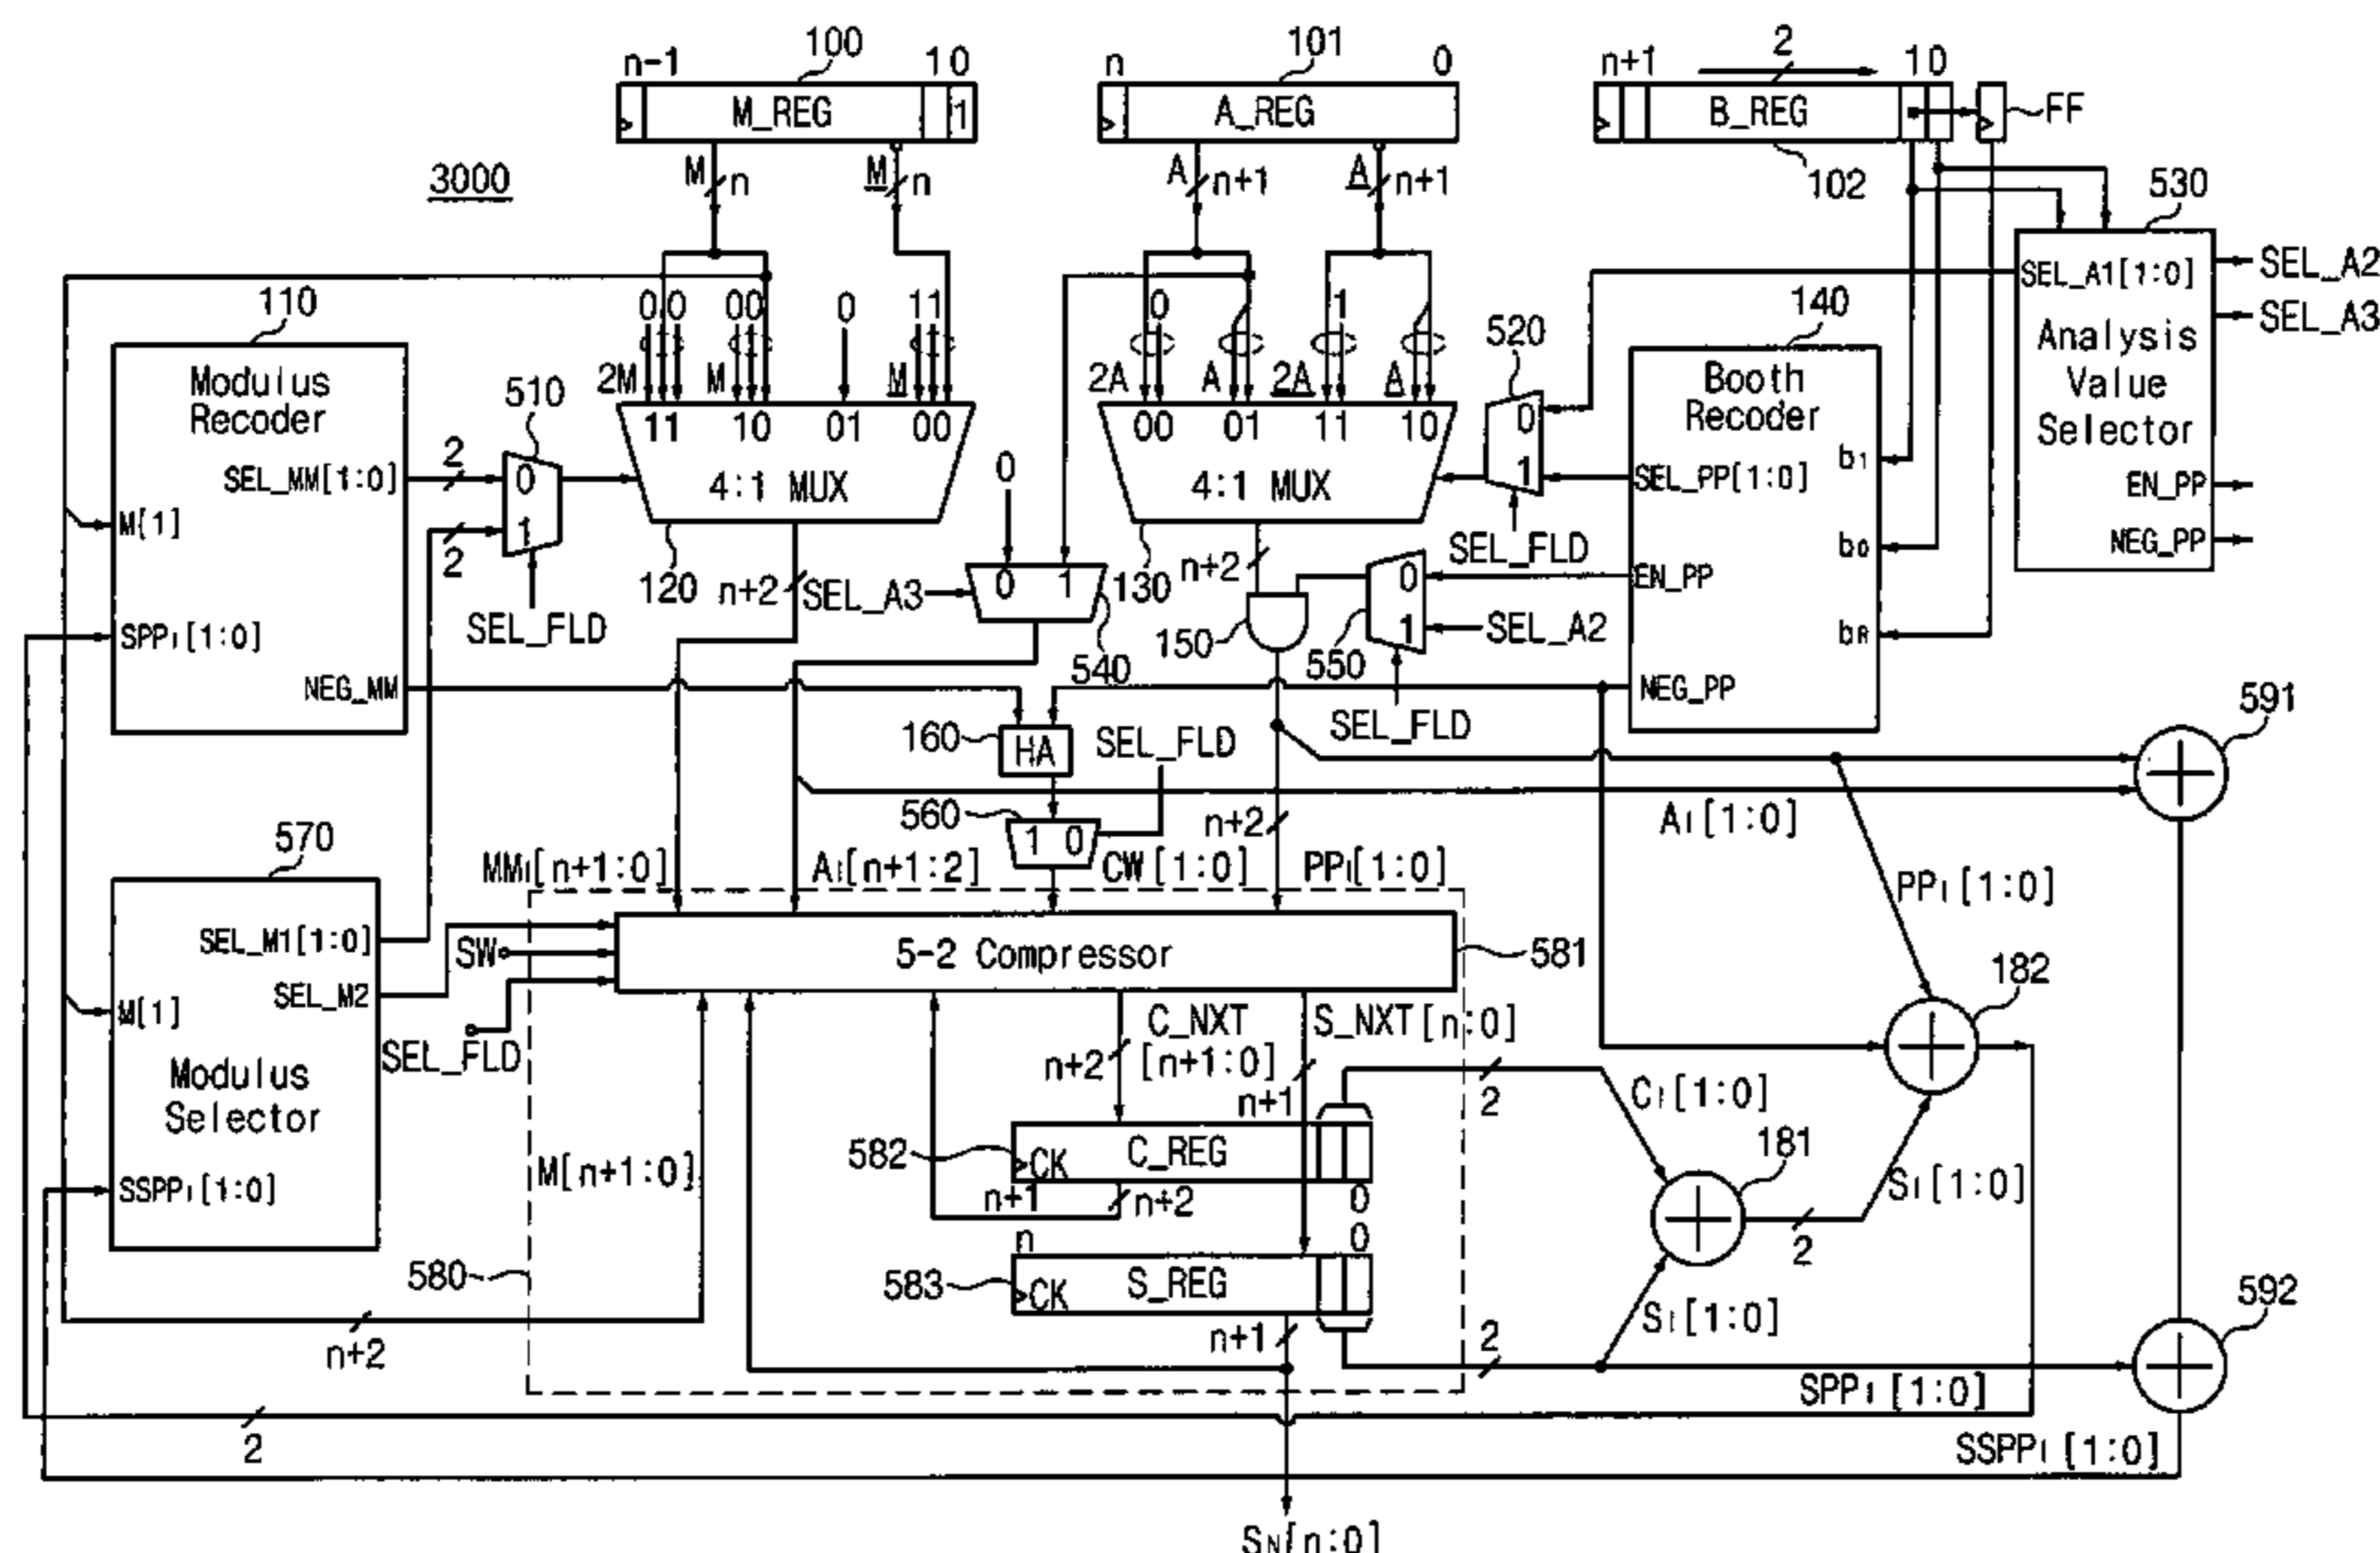 100
101
2
n-1
1 0
n
0
n+1
1 0
M_REG
1
A_REG
B_REG
FF
3000
M
n
M
n
A
n+1
A
n+1
102
530
SEL_A1[1:0]
SEL_A2
SEL_A3
Analysis
Value
Selector
EN_PP
NEG_PP
110
Modulus
Recoder
SEL_MM[1:0]
M[1]
SPPI[1:0]
NEG_MM
510
2
2
0
1
SEL_FLD
0 0
00
0
11
2M
M
M
11
10
01
00
4:1 MUX
120
n+2
0
1
2A
A
2A
A
00
01
11
10
4:1 MUX
130
n+2
520
0
1
SEL_FLD
140
Booth
Recoder
SEL_PP[1:0]
EN_PP
NEG_PP
b1
b0
bR
0
SEL_A3
0
1
540
150
550
0
1
SEL_A2
SEL_FLD
160
HA
SEL_FLD
560
1 0
n+2
591
AI[1:0]
PPI[1:0]
570
SEL_M1[1:0]
SEL_M2
M[1]
Modulus
Selector
SSPPI[1:0]
MMI[n+1:0]
AI[n+1:2]
CW[1:0]
PPI[1:0]
SW
5-2 Compressor
581
182
SEL_FLD
C_NXT
[n+1:0]
n+2
S_NXT[n:0]
n+1
2
CI[1:0]
181
582
CK
C_REG
n+1
n+2
0
M[n+1:0]
SI[1:0]
2
n
0
580
583
CK
S_REG
n+1
SI[1:0]
592
n+2
2
SPPI[1:0]
2
SSPPI[1:0]
SN[n:0]